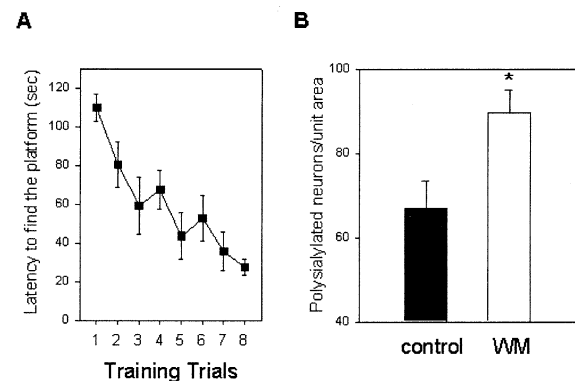 A
Latency to find the platform (sec)
120
100
80
60
40
20
0
1 2 3 4 5 6 7 8
Training Trials
B
Polysialylated neurons/unit area
100
80
60
40
*
control WM